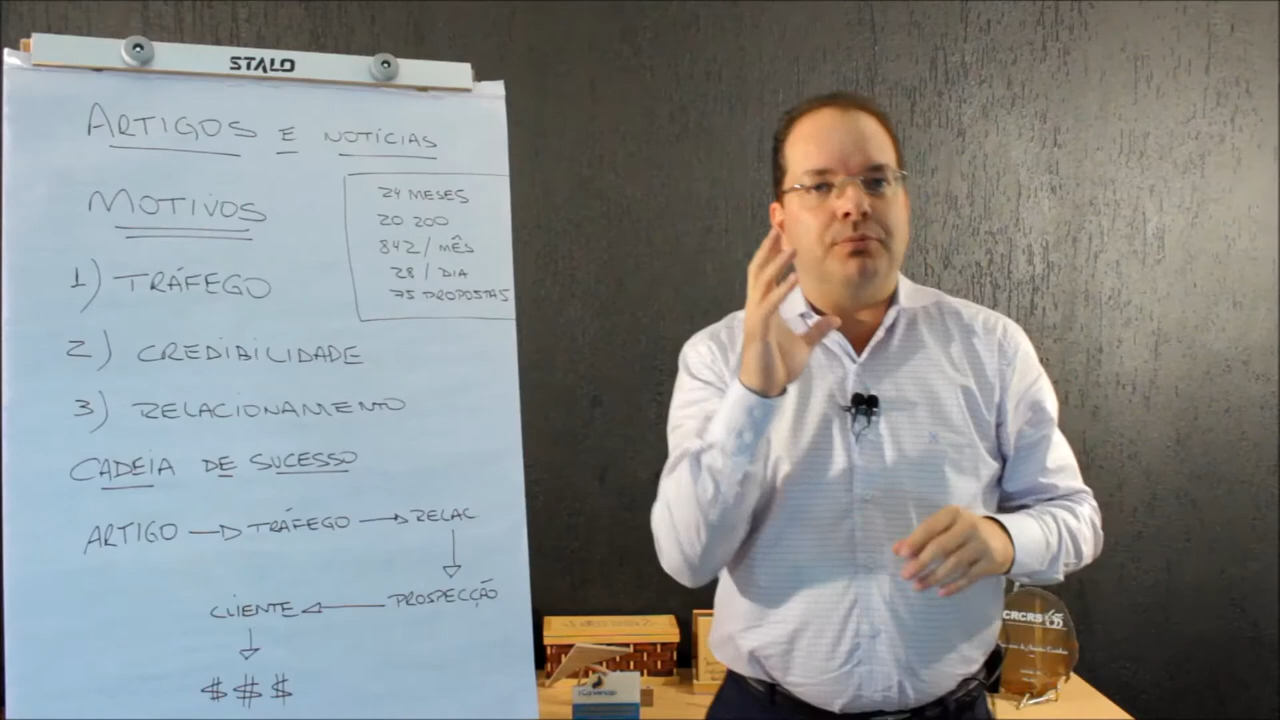 STALO
ARTIGOS E NOTÍCIAS
MOTIVOS
24 MESES
20 200
842 / MÊS
28 / DIA
75 PROPOSTAS
1) TRÁFEGO
2) CREDIBILIDADE
3) RELACIONAMENTO
CADEIA DE SUCESSO
ARTIGO → TRÁFEGO → RELAC
CLIENTE ← PROSPECÇÃO
$ $ $
CRCRS